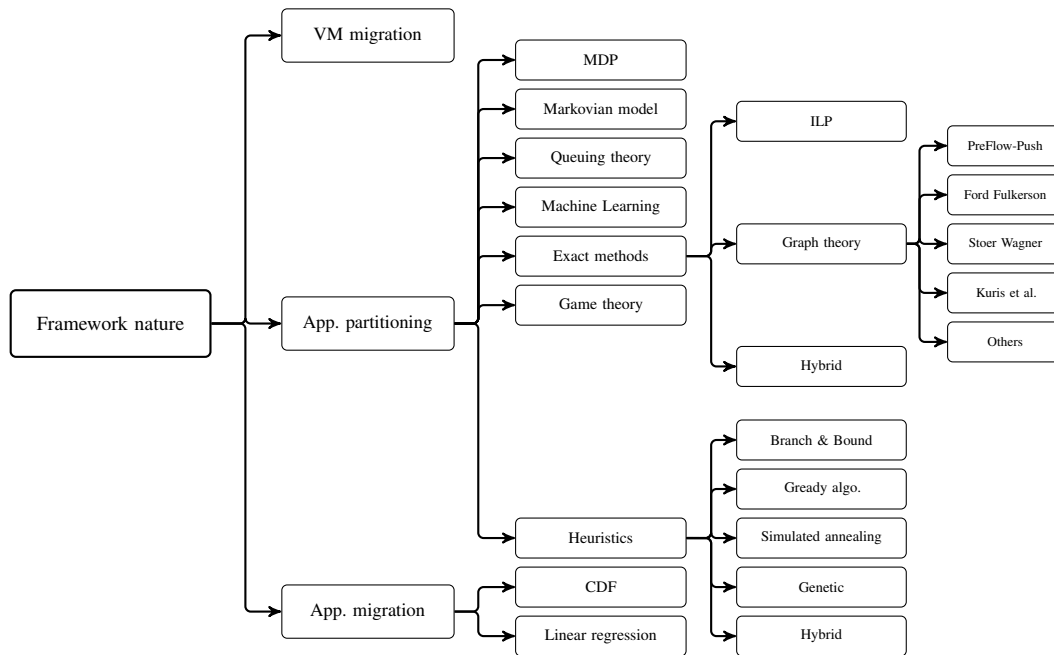 Framework nature
VM migration
App. partitioning
App. migration
MDP
Markovian model
Queuing theory
Machine Learning
Exact methods
Game theory
Heuristics
CDF
Linear regression
ILP
Graph theory
Hybrid
Branch & Bound
Gready algo.
Simulated annealing
Genetic
Hybrid
PreFlow-Push
Ford Fulkerson
Stoer Wagner
Kuris et al.
Others